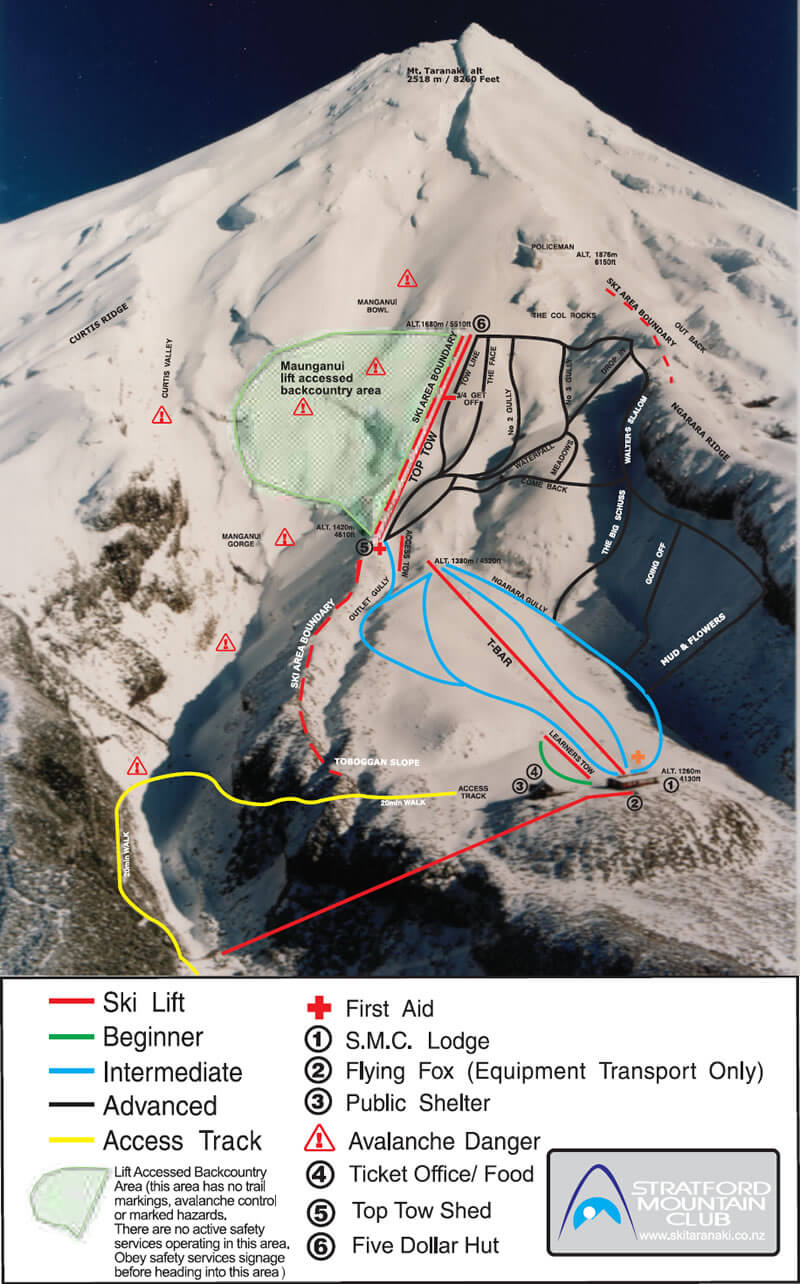 Mt. Taranaki alt
2518 m / 8260 Feet
POLICEMAN
ALT. 1876m
6150ft
SKI AREA BOUNDARY
OUT BACK
CURTIS RIDGE
CURTIS VALLEY
MANGANUI
BOWL
ALT.1680m / 5510ft
6
THE COL ROCKS
Maunganui
lift accessed
backcountry area
SKI AREA BOUNDARY
TOW LINE
THE FACE
3/4 GET
OFF
No 2 GULLY
No 3 GULLY
DROP IN
WALTER'S SLALOM
NGARARA RIDGE
TOP TOW
WATERFALL
MEADOWS
COME BACK
THE BIG SCHUSS
GOING OFF
MUD & FLOWERS
ALT. 1420m
4610ft
MANGANUI
GORGE
5
ACCESS TOW
ALT. 1380m / 4520ft
OUTLET GULLY
NGARARA GULLY
SKI AREA BOUNDARY
T-BAR
TOBOGGAN SLOPE
LEARNERS TOW
4
3
ALT. 1260m
4130ft
1
2
ACCESS
TRACK
20min WALK
20min WALK
Ski Lift
Beginner
Intermediate
Advanced
Access Track
Lift Accessed Backcountry
Area (this area has no trail
markings, avalanche control
or marked hazards.
There are no active safety
services operating in this area.
Obey safety services signage
before heading into this area )
First Aid
1 S.M.C. Lodge
2 Flying Fox (Equipment Transport Only)
3 Public Shelter
Avalanche Danger
4 Ticket Office/ Food
5 Top Tow Shed
6 Five Dollar Hut
STRATFORD
MOUNTAIN
CLUB
www.skitaranaki.co.nz